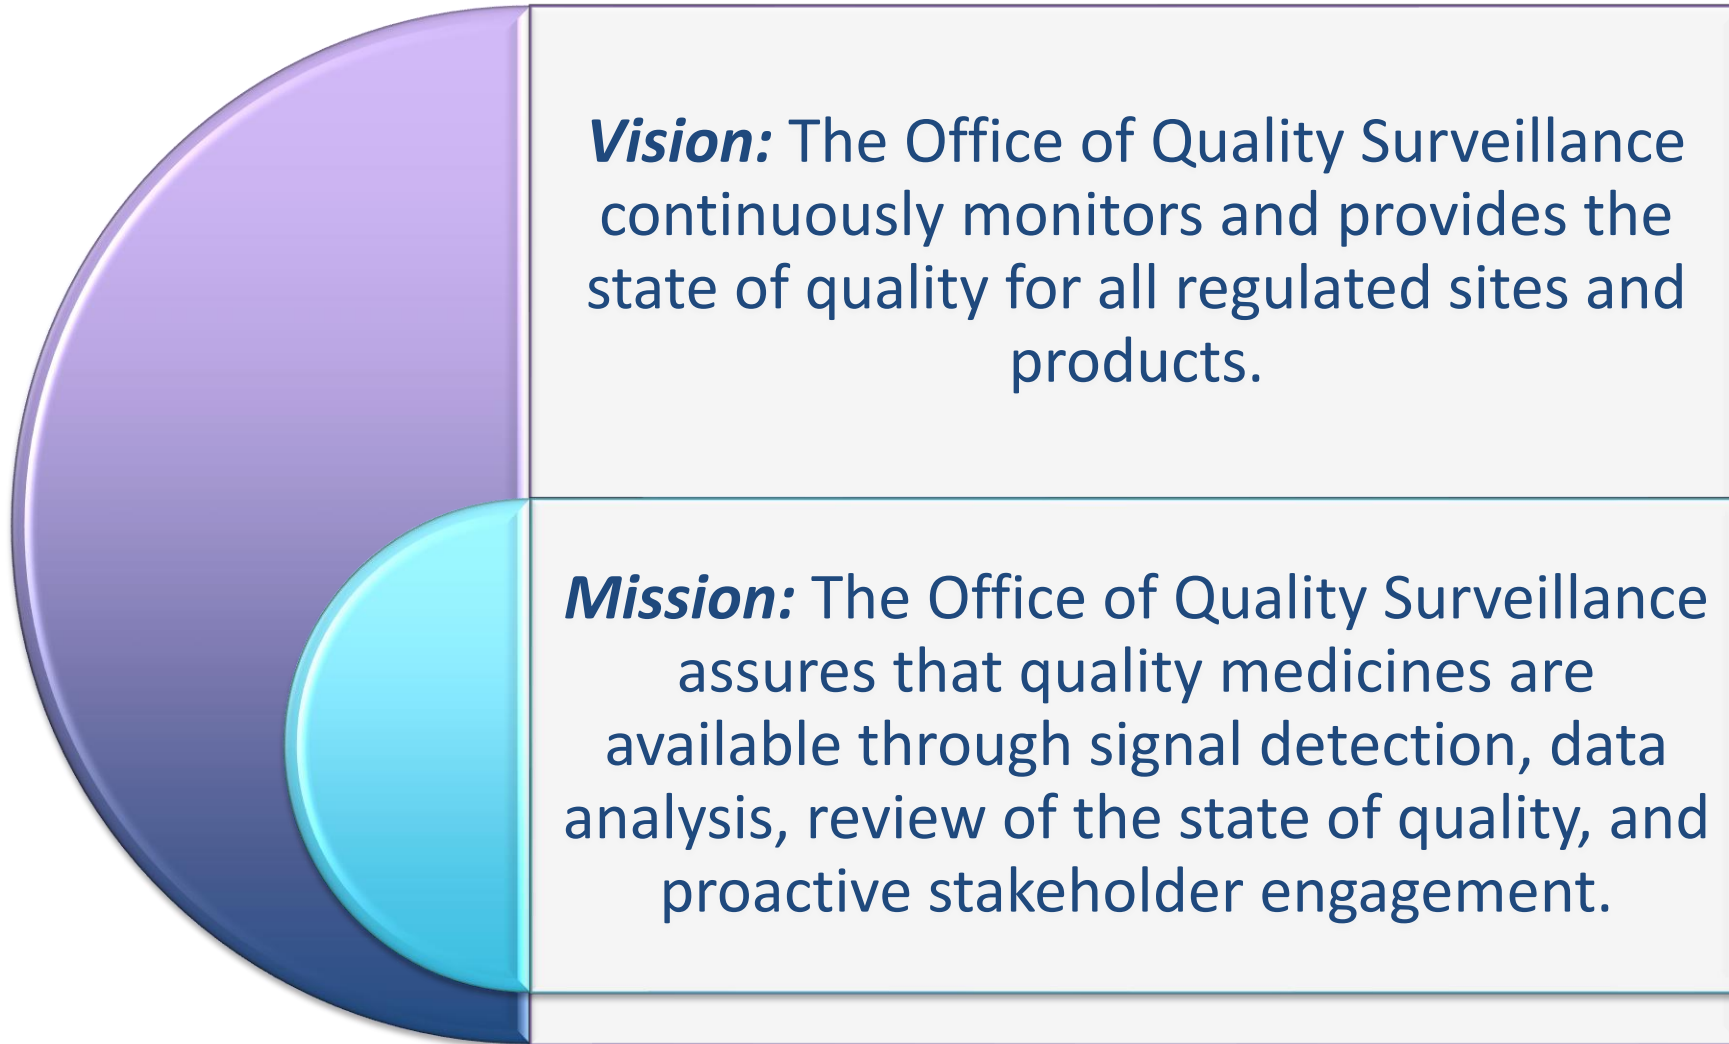 Vision: The Office of Quality Surveillance
continuously monitors and provides the
state of quality for all regulated sites and
products.
Mission: The Office of Quality Surveillance
assures that quality medicines are
available through signal detection, data
analysis, review of the state of quality, and
proactive stakeholder engagement.